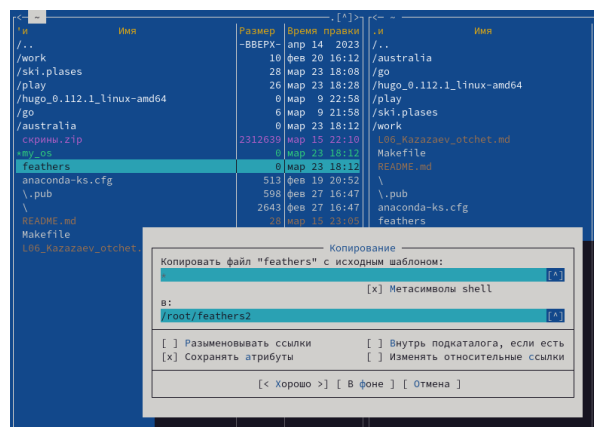 <- ~ .[^]>
'и Имя Размер Время правки
/.. -ВВЕРХ- апр 14 2023
/work 10 фев 20 16:12
/ski.plases 28 мар 23 18:08
/play 26 мар 23 18:28
/hugo_0.112.1_linux-amd64 0 мар 9 22:58
/go 6 мар 9 21:58
/australia 0 мар 23 18:12
скрины.zip 2312639 мар 15 22:10
*my_os 0 мар 23 18:12
feathers 0 мар 23 18:12
anaconda-ks.cfg 513 фев 19 20:52
\.pub 598 фев 27 16:47
\ 2643 фев 27 16:47
README.md 28 мар 15 23:05
Makefile
L06_Kazazaev_otchet.
<- ~
.и Имя
/..
/australia
/go
/hugo_0.112.1_linux-amd64
/play
/ski.plases
/work
L06_Kazazaev_otchet.md
Makefile
README.md
\
\.pub
anaconda-ks.cfg
feathers
Копирование
Копировать файл "feathers" с исходным шаблоном:
* [^]
[x] Метасимволы shell
в:
/root/feathers2 [^]
[ ] Разыменовывать ссылки [ ] Внутрь подкаталога, если есть
[x] Сохранять атрибуты [ ] Изменять относительные ссылки
[< Хорошо >] [ В фоне ] [ Отмена ]